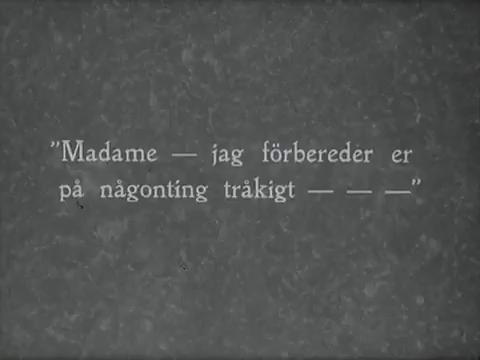 ”Madame — jag förbereder er
på någonting tråkigt — — —”